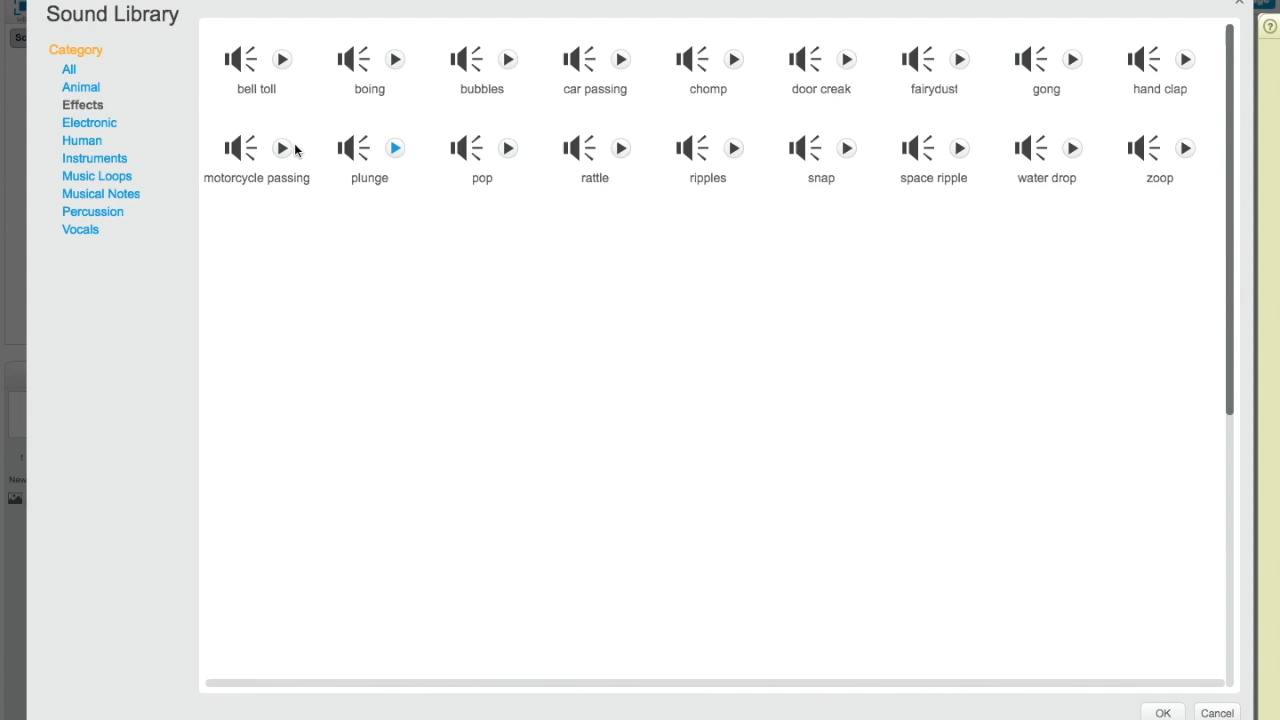 Sound Library
Category
All
Animal
Effects
Electronic
Human
Instruments
Music Loops
Musical Notes
Percussion
Vocals
bell toll boing bubbles car passing chomp door creak fairydust gong hand clap
motorcycle passing plunge pop rattle ripples snap space ripple water drop zoop
New
OK Cancel
?